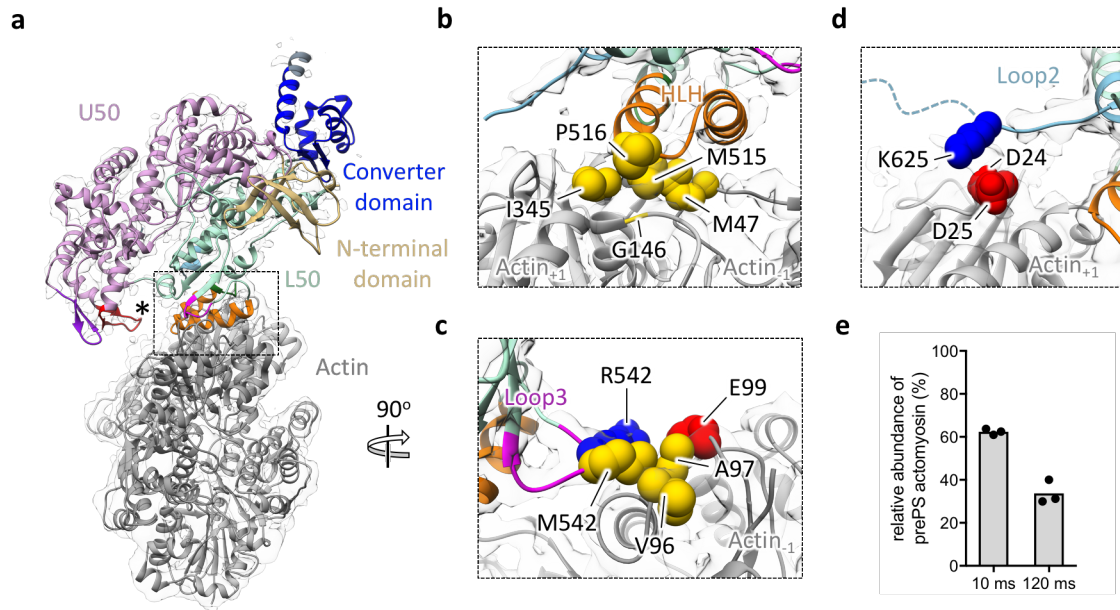 a
U50
Converter
domain
N-terminal
domain
L50
*
Actin
90º
b
HLH
P516
M515
I345
M47
G146
Actin+1
Actin-1
c
R542
E99
Loop3
A97
M542
V96
Actin-1
d
Loop2
K625
D24
D25
Actin+1
e
relative abundance of
prePS actomyosin (%)
100
80
60
40
20
0
10 ms
120 ms